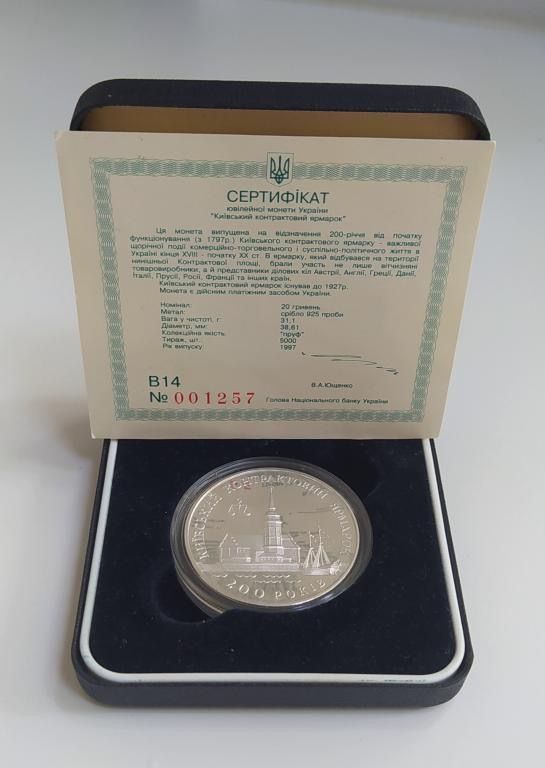 СЕРТИФІКАТ
ювілейної монети України
"Київський контрактовий ярмарок"
Ця монета випущена на відзначення 200-річчя від початку
функціонування (з 1797р.) Київського контрактового ярмарку - важливої
щорічної події комерційно-торговельного і суспільно-політичного життя в
Україні кінця XVIII - початку XX ст. В ярмарку, який відбувався на території
нинішньої Контрактової площі, брали участь не лише вітчизняні
товаровиробники, а й представники ділових кіл Австрії, Англії, Греції, Данії,
Італії, Прусії, Росії, Франції та інших країн.
Київський контрактовий ярмарок існував до 1927р.
Монета є дійсним платіжним засобом України.
Номінал: 20 гривень
Метал: срібло 925 проби
Вага у чистоті, г: 31,1
Діаметр, мм: 38,61
Колекційна якість "пруф"
Тираж, шт: 5000
Рік випуску: 1997
В14
№ 001257
В.А.Ющенко
Голова Національного банку України
КИЇВСЬКИЙ КОНТРАКТОВИЙ ЯРМАРОК
200 РОКІВ